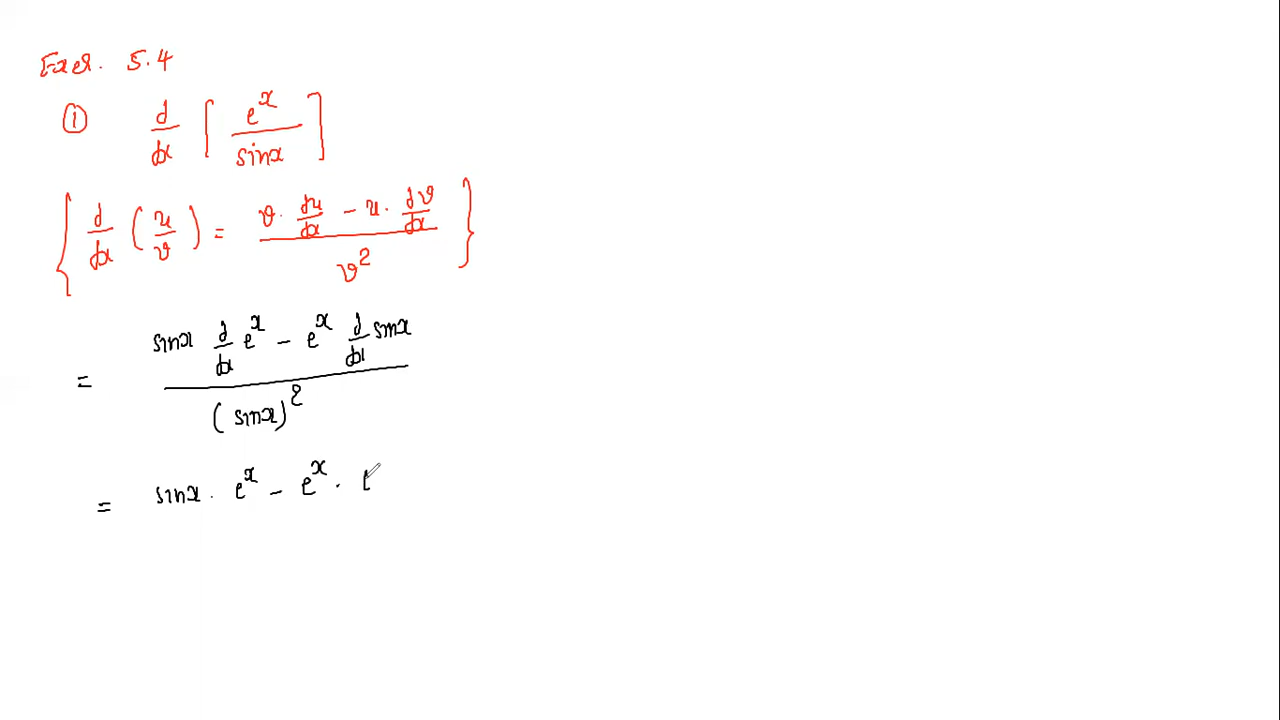 Exer. 5.4
① d/dx [ e^x / sinx ]
{ d/dx ( u/v ) = ( v · du/dx − u · dv/dx ) / v^2 }
= ( sinx d/dx e^x − e^x d/dx sinx ) / (sinx)^2
= sinx · e^x − e^x ·